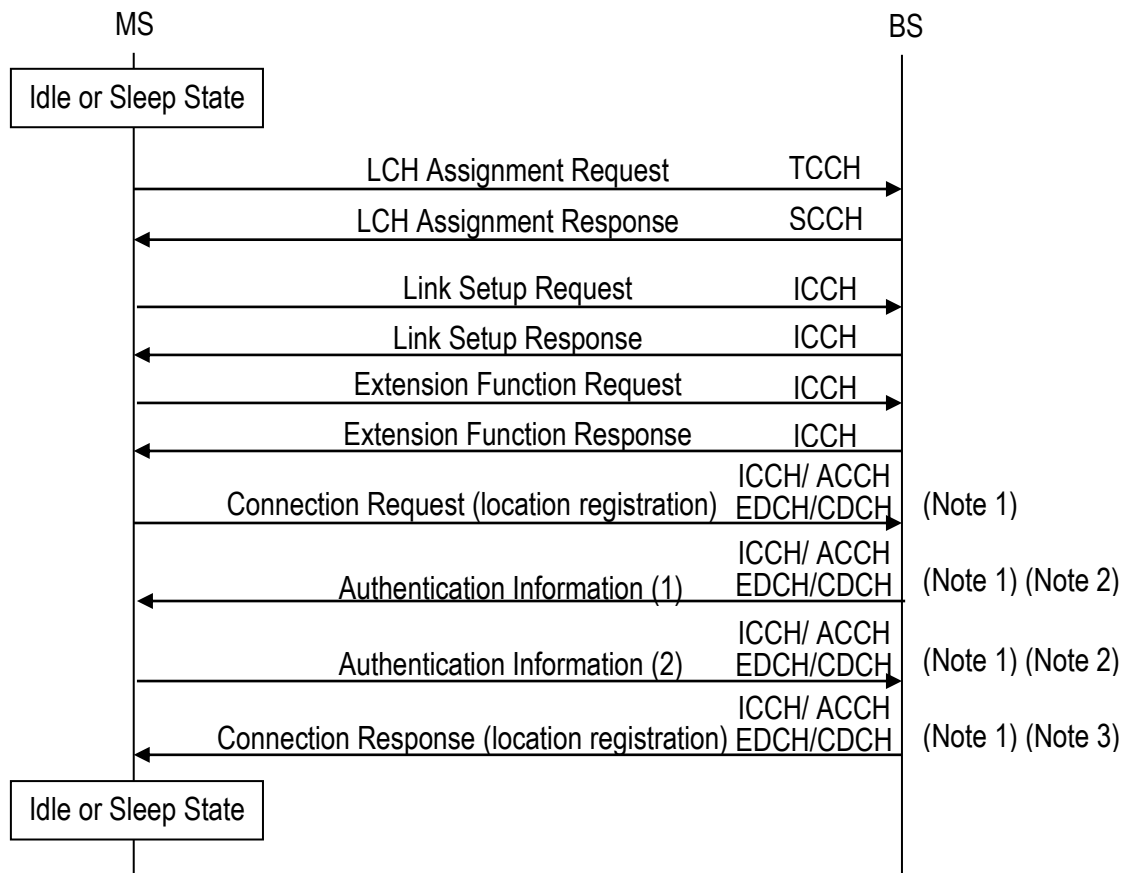 MS
BS
Idle or Sleep State
LCH Assignment Request TCCH
LCH Assignment Response SCCH
Link Setup Request ICCH
Link Setup Response ICCH
Extension Function Request ICCH
Extension Function Response ICCH
ICCH/ ACCH
Connection Request (location registration) EDCH/CDCH (Note 1)
ICCH/ ACCH
Authentication Information (1) EDCH/CDCH (Note 1) (Note 2)
ICCH/ ACCH
Authentication Information (2) EDCH/CDCH (Note 1) (Note 2)
ICCH/ ACCH
Connection Response (location registration) EDCH/CDCH (Note 1) (Note 3)
Idle or Sleep State